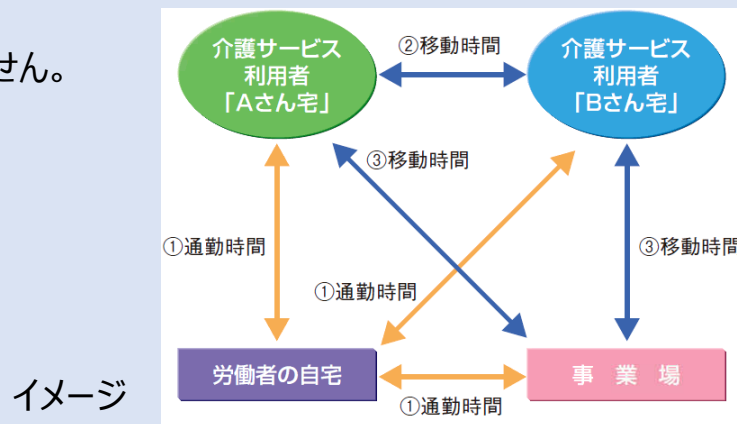 せん。
介護サービス
利用者
「Aさん宅」
②移動時間
介護サービス
利用者
「Bさん宅」
③移動時間
①通勤時間
③移動時間
①通勤時間
労働者の自宅
事業場
①通勤時間
イメージ